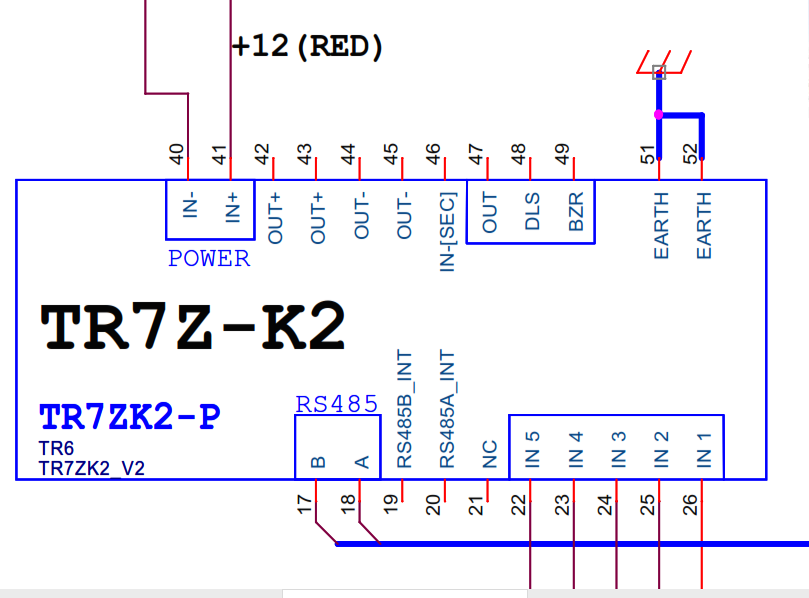 +12(RED)
40 41 42 43 44 45 46 47 48 49 51 52
IN- IN+ OUT+ OUT+ OUT- OUT- IN-[SEC] OUT DLS BZR EARTH EARTH
POWER
TR7Z-K2
TR7ZK2-P
TR6
TR7ZK2_V2
RS485
B A RS485B_INT RS485A_INT NC IN 5 IN 4 IN 3 IN 2 IN 1
17 18 19 20 21 22 23 24 25 26